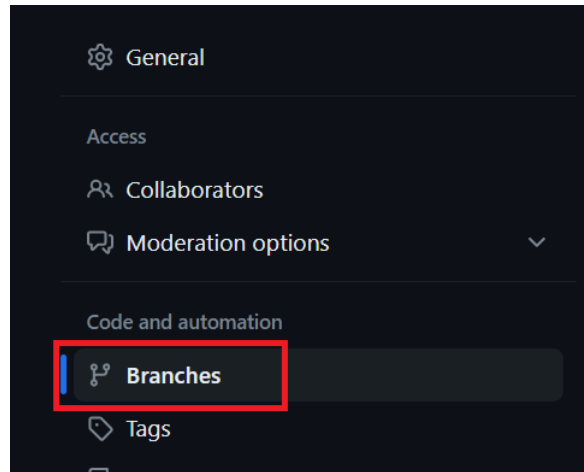 General
Access
Collaborators
Moderation options
Code and automation
Branches
Tags